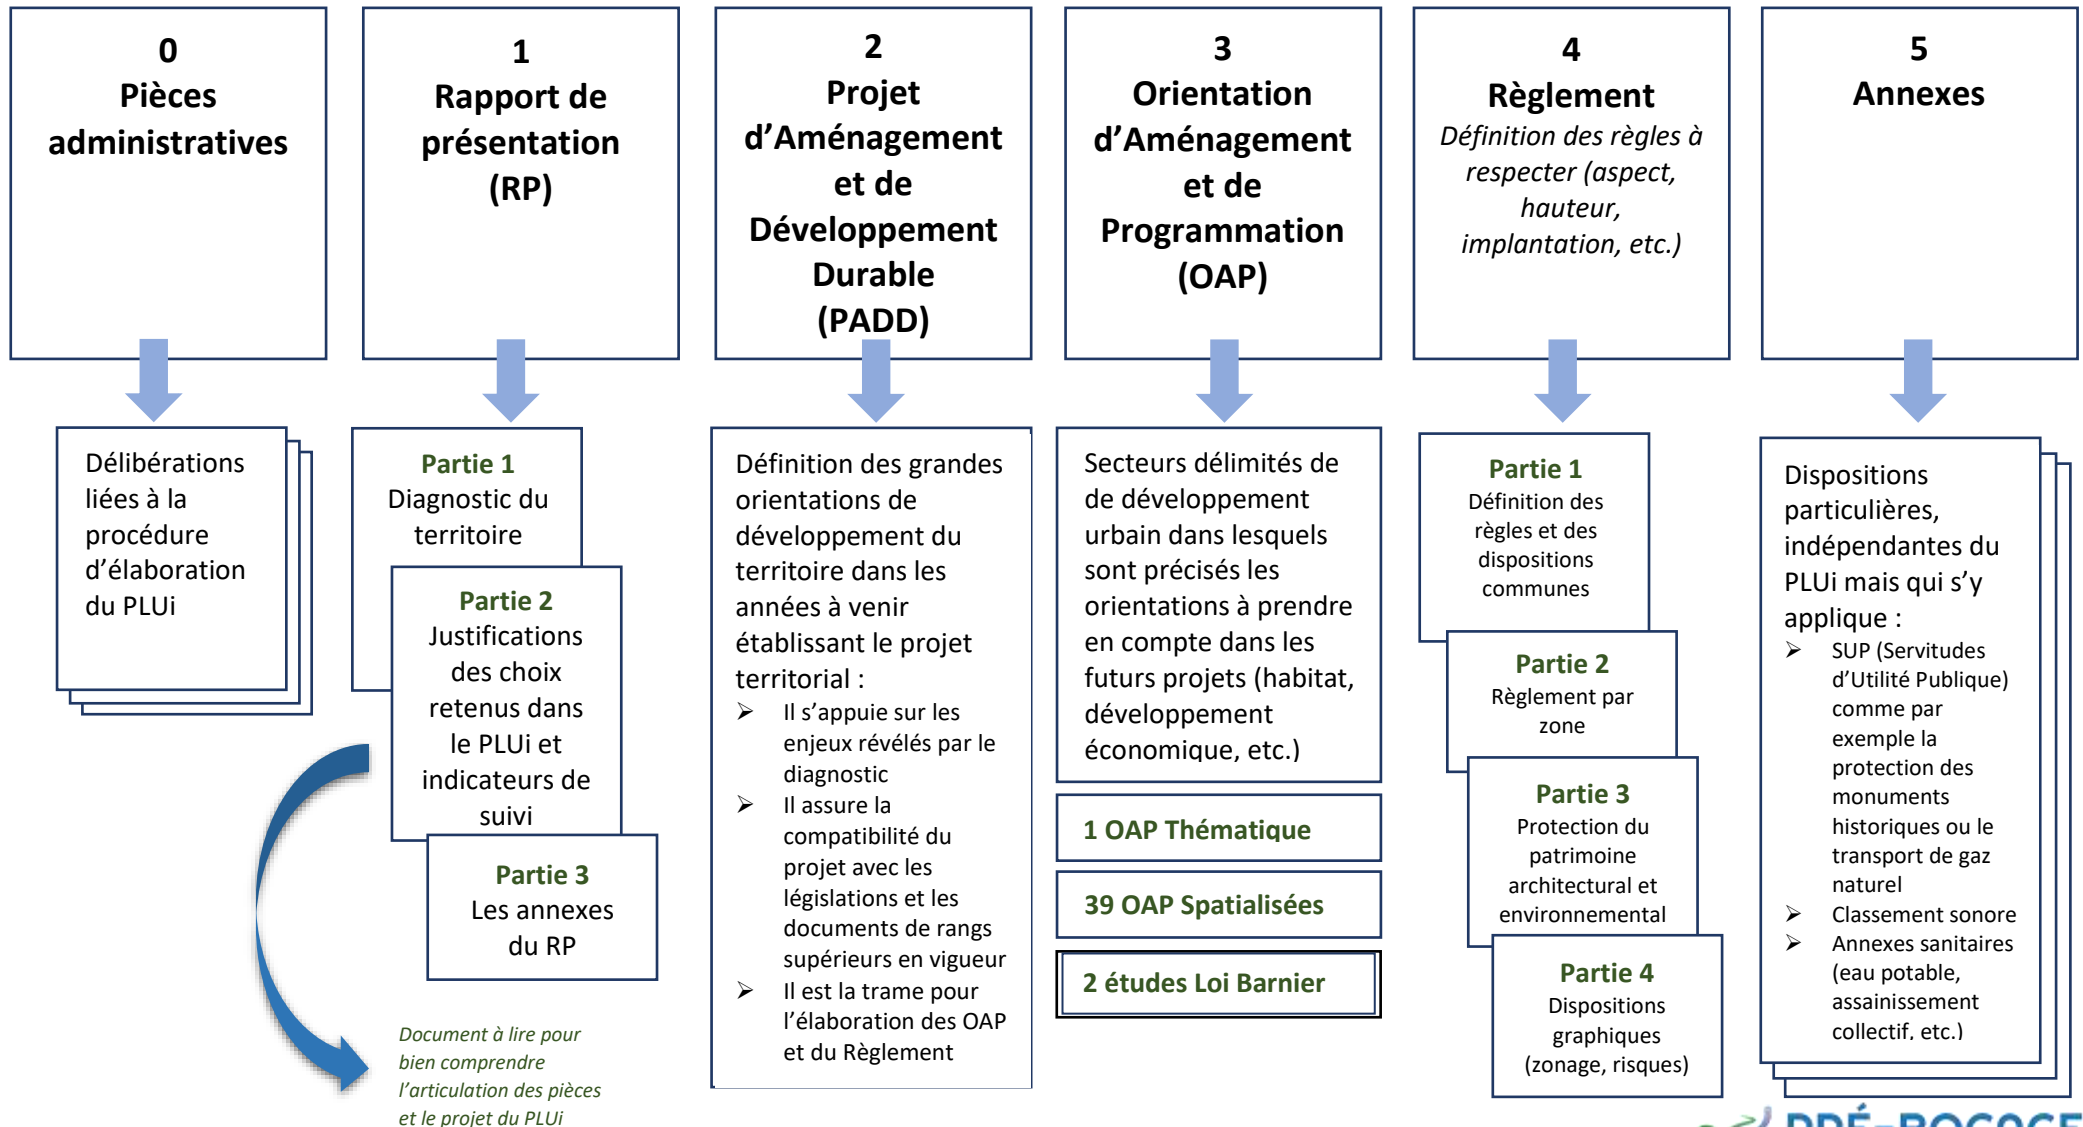 0
Pièces
administratives
1
Rapport de
présentation
(RP)
2
Projet
d’Aménagement
et de
Développement
Durable
(PADD)
3
Orientation
d’Aménagement
et de
Programmation
(OAP)
4
Règlement
Définition des règles à
respecter (aspect,
hauteur,
implantation, etc.)
5
Annexes
Délibérations
liées à la
procédure
d’élaboration
du PLUi
Partie 1
Diagnostic du
territoire
Partie 2
Justifications
des choix
retenus dans
le PLUi et
indicateurs de
suivi
Partie 3
Les annexes
du RP
Document à lire pour
bien comprendre
l’articulation des pièces
et le projet du PLUi
Définition des grandes
orientations de
développement du
territoire dans les
années à venir
établissant le projet
territorial :
➢ Il s’appuie sur les
enjeux révélés par le
diagnostic
➢ Il assure la
compatibilité du
projet avec les
législations et les
documents de rangs
supérieurs en vigueur
➢ Il est la trame pour
l’élaboration des OAP
et du Règlement
Secteurs délimités de
de développement
urbain dans lesquels
sont précisés les
orientations à prendre
en compte dans les
futurs projets (habitat,
développement
économique, etc.)
1 OAP Thématique
39 OAP Spatialisées
2 études Loi Barnier
Partie 1
Définition des
règles et des
dispositions
communes
Partie 2
Règlement par
zone
Partie 3
Protection du
patrimoine
architectural et
environnemental
Partie 4
Dispositions
graphiques
(zonage, risques)
Dispositions
particulières,
indépendantes du
PLUi mais qui s’y
applique :
➢ SUP (Servitudes
d’Utilité Publique)
comme par
exemple la
protection des
monuments
historiques ou le
transport de gaz
naturel
➢ Classement sonore
➢ Annexes sanitaires
(eau potable,
assainissement
collectif, etc.)
PRÉ-BOCAGE